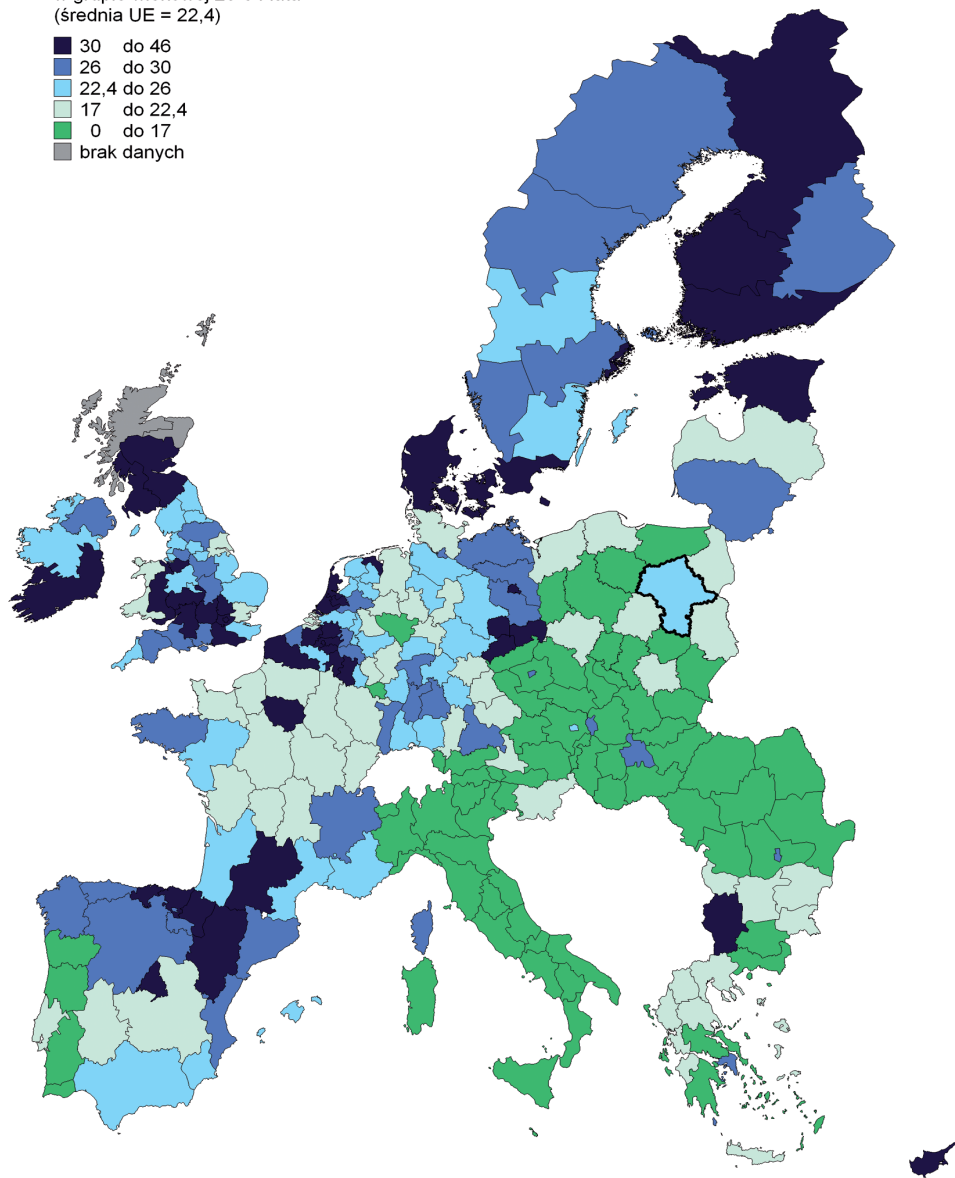 (średnia UE = 22,4)
30 do 46
26 do 30
22,4 do 26
17 do 22,4
0 do 17
brak danych